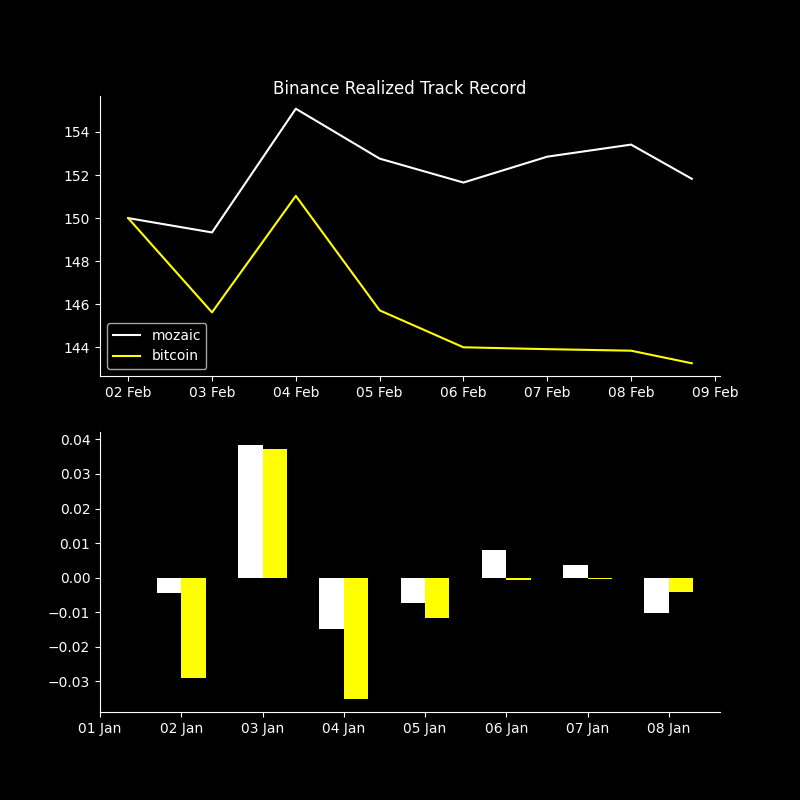 Binance Realized Track Record
154
152
150
148
146
144
mozaic
bitcoin
02 Feb 03 Feb 04 Feb 05 Feb 06 Feb 07 Feb 08 Feb 09 Feb
0.04
0.03
0.02
0.01
0.00
−0.01
−0.02
−0.03
01 Jan 02 Jan 03 Jan 04 Jan 05 Jan 06 Jan 07 Jan 08 Jan